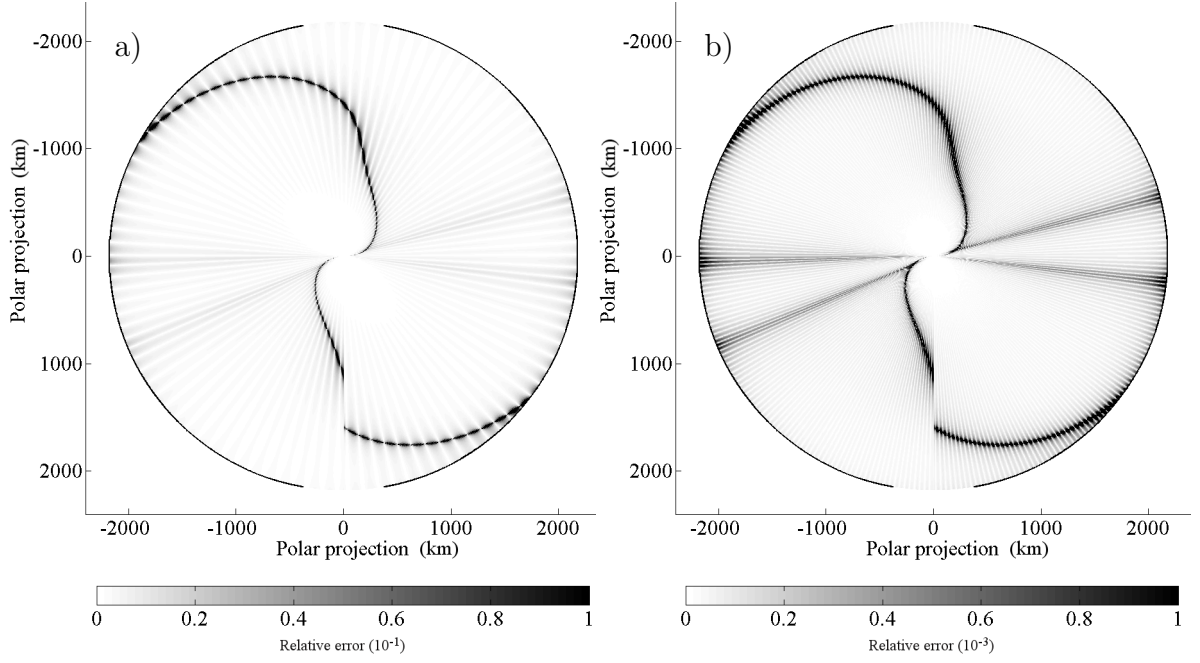 a)
-2000
-1000
0
1000
2000
Polar projection (km)
-2000 -1000 0 1000 2000
Polar projection (km)
0 0.2 0.4 0.6 0.8 1
Relative error (10⁻¹)
b)
-2000
-1000
0
1000
2000
Polar projection (km)
-2000 -1000 0 1000 2000
Polar projection (km)
0 0.2 0.4 0.6 0.8 1
Relative error (10⁻³)